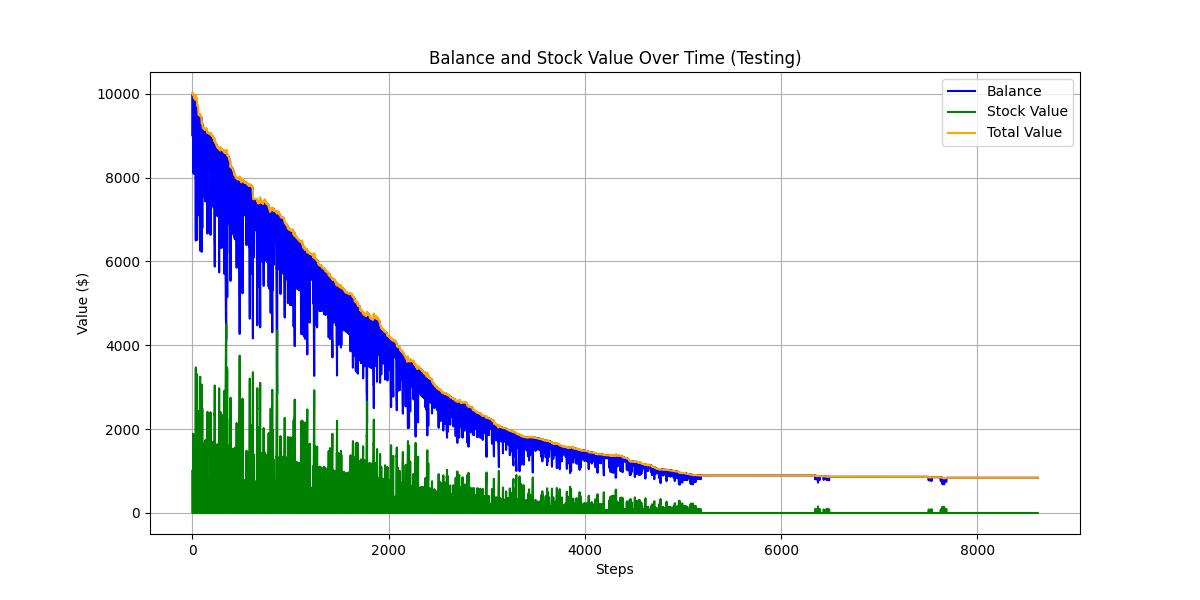 Balance and Stock Value Over Time (Testing)
Balance
Stock Value
Total Value
Value ($)
10000
8000
6000
4000
2000
0
0 2000 4000 6000 8000
Steps